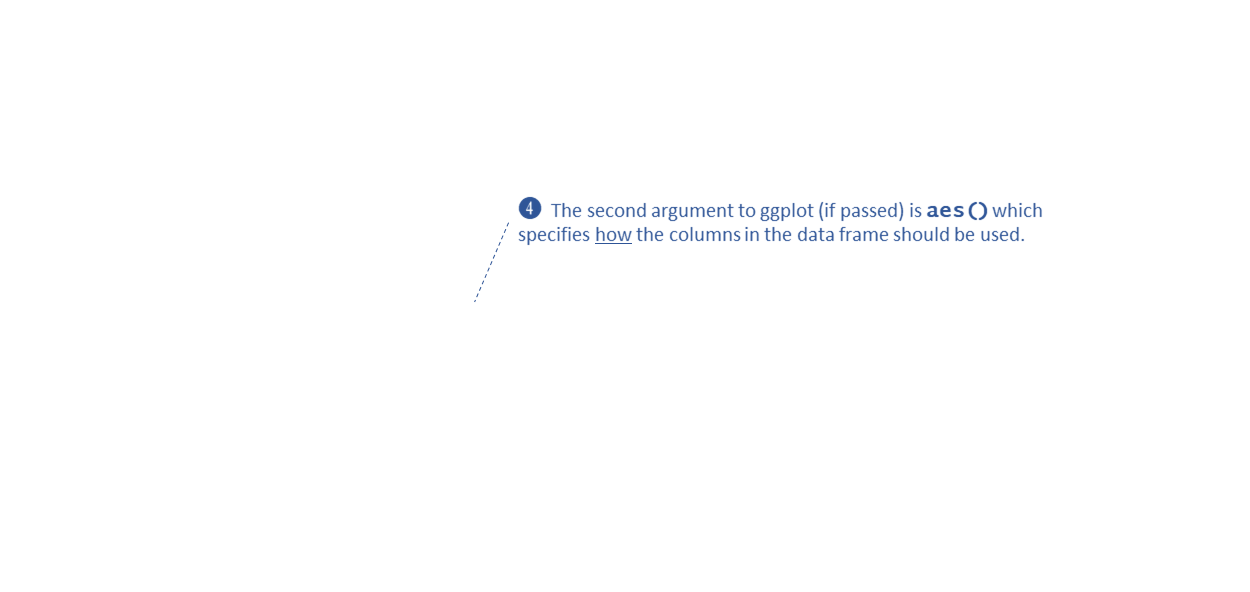 ❹ The second argument to ggplot (if passed) is aes() which
specifies how the columns in the data frame should be used.